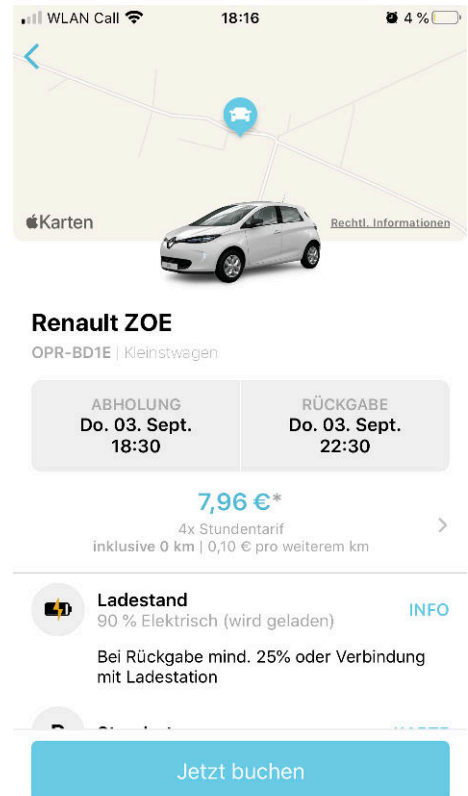 WLAN Call 18:16 4 %
Karten
Rechtl. Informationen
Renault ZOE
OPR-BD1E | Kleinstwagen
ABHOLUNG
Do. 03. Sept.
18:30
RÜCKGABE
Do. 03. Sept.
22:30
7,96 €*
4x Stundentarif
inklusive 0 km | 0,10 € pro weiterem km
Ladestand
90 % Elektrisch (wird geladen)
INFO
Bei Rückgabe mind. 25% oder Verbindung
mit Ladestation
Jetzt buchen